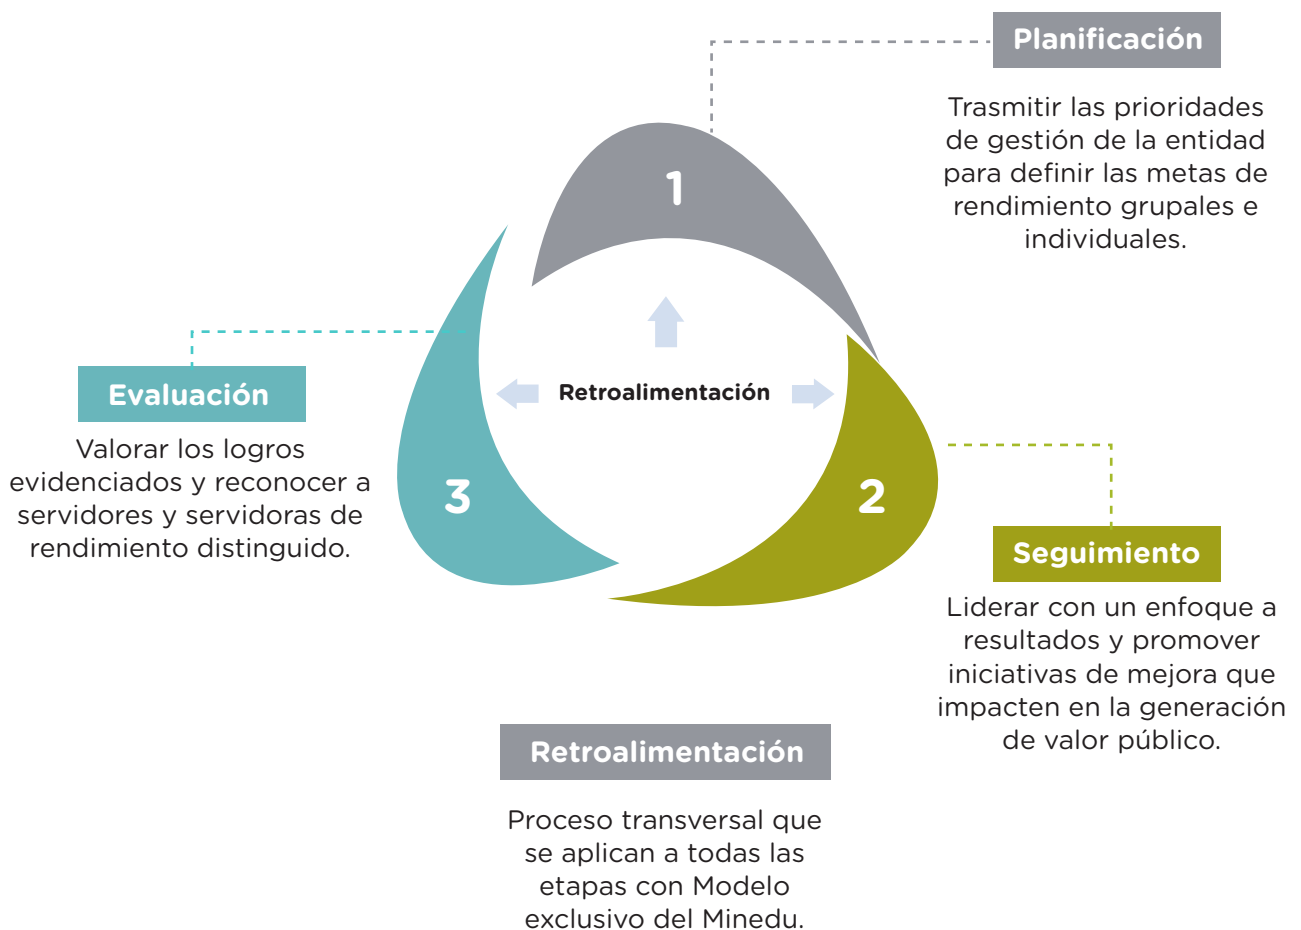 Planificación
Trasmitir las prioridades
de gestión de la entidad
para definir las metas de
rendimiento grupales e
individuales.
1
Retroalimentación
Evaluación
Valorar los logros
evidenciados y reconocer a
servidores y servidoras de
rendimiento distinguido.
3
2
Seguimiento
Liderar con un enfoque a
resultados y promover
iniciativas de mejora que
impacten en la generación
de valor público.
Retroalimentación
Proceso transversal que
se aplican a todas las
etapas con Modelo
exclusivo del Minedu.